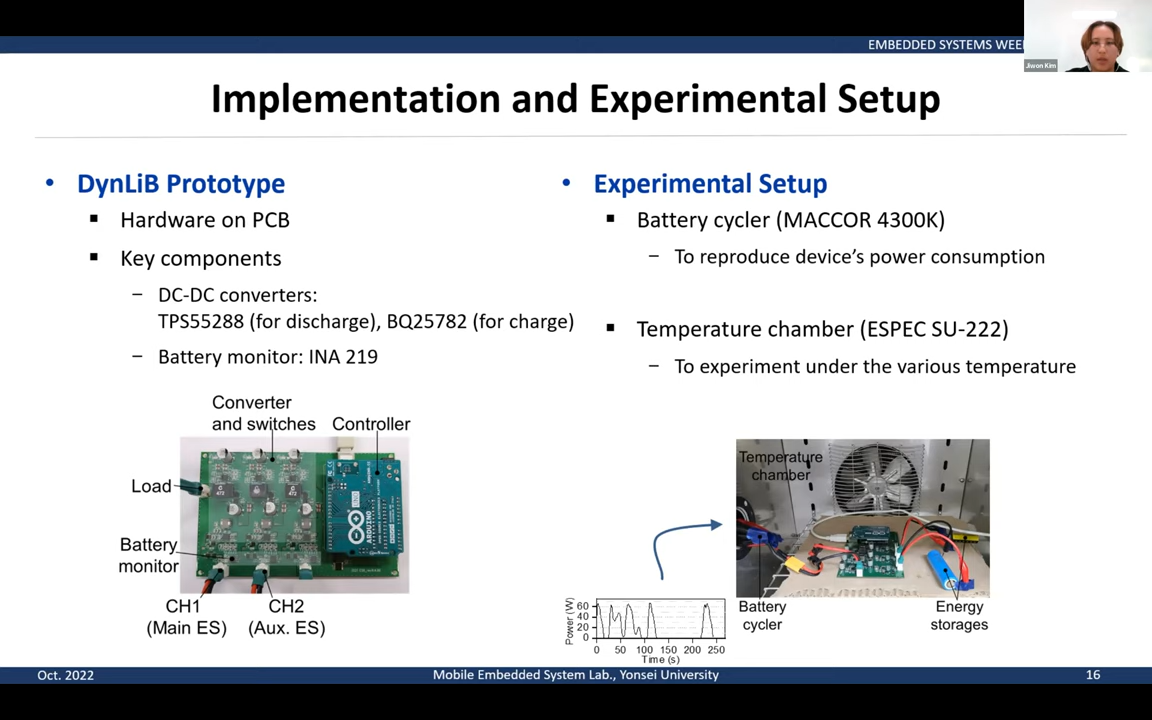 EMBEDDED SYSTEMS WEE
Jiwon Kim
Implementation and Experimental Setup
• DynLiB Prototype
▪ Hardware on PCB
▪ Key components
− DC-DC converters:
TPS55288 (for discharge), BQ25782 (for charge)
− Battery monitor: INA 219
Converter
and switches
Controller
Load
Battery
monitor
ARDUINO
UNO
CH1
(Main ES)
CH2
(Aux. ES)
• Experimental Setup
▪ Battery cycler (MACCOR 4300K)
− To reproduce device's power consumption
▪ Temperature chamber (ESPEC SU-222)
− To experiment under the various temperature
Temperature
chamber
Battery
cycler
Energy
storages
Power (W)
60
40
20
0
0 50 100 150 200 250
Time (s)
Oct. 2022
Mobile Embedded System Lab., Yonsei University
16